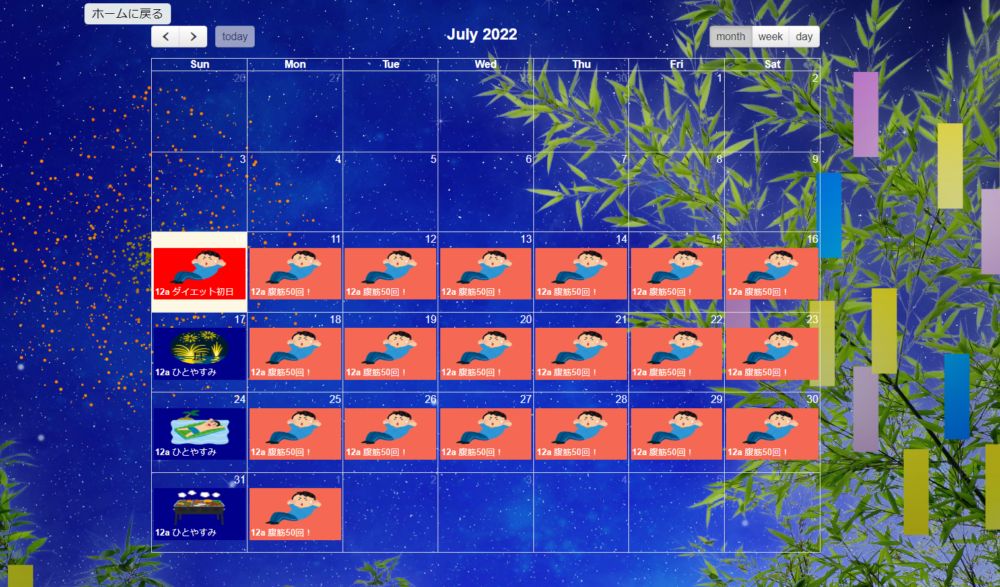 ホームに戻る
today
July 2022
month week day
Sun Mon Tue Wed Thu Fri Sat
26 27 28 29 30 1 2
3 4 5 6 7 8 9
10 11 12 13 14 15 16
12a ダイエット初日 12a 腹筋50回！ 12a 腹筋50回！ 12a 腹筋50回！ 12a 腹筋50回！ 12a 腹筋50回！ 12a 腹筋50回！
17 18 19 20 21 22 23
12a ひとやすみ 12a 腹筋50回！ 12a 腹筋50回！ 12a 腹筋50回！ 12a 腹筋50回！ 12a 腹筋50回！ 12a 腹筋50回！
24 25 26 27 28 29 30
12a ひとやすみ 12a 腹筋50回！ 12a 腹筋50回！ 12a 腹筋50回！ 12a 腹筋50回！ 12a 腹筋50回！ 12a 腹筋50回！
31 1 2 3 4 5 6
12a ひとやすみ 12a 腹筋50回！